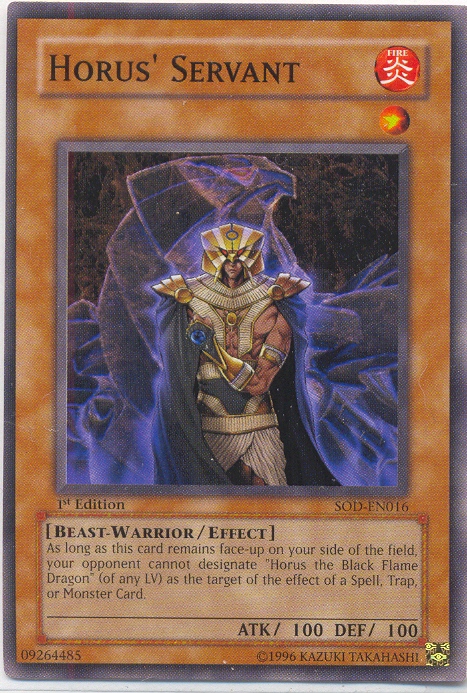 HORUS' SERVANT
FIRE
炎
1st Edition
SOD-EN016
[BEAST-WARRIOR/EFFECT]
As long as this card remains face-up on your side of the field,
your opponent cannot designate "Horus the Black Flame
Dragon" (of any LV) as the target of the effect of a Spell, Trap,
or Monster Card.
ATK/ 100 DEF/ 100
09264485
©1996 KAZUKI TAKAHASHI